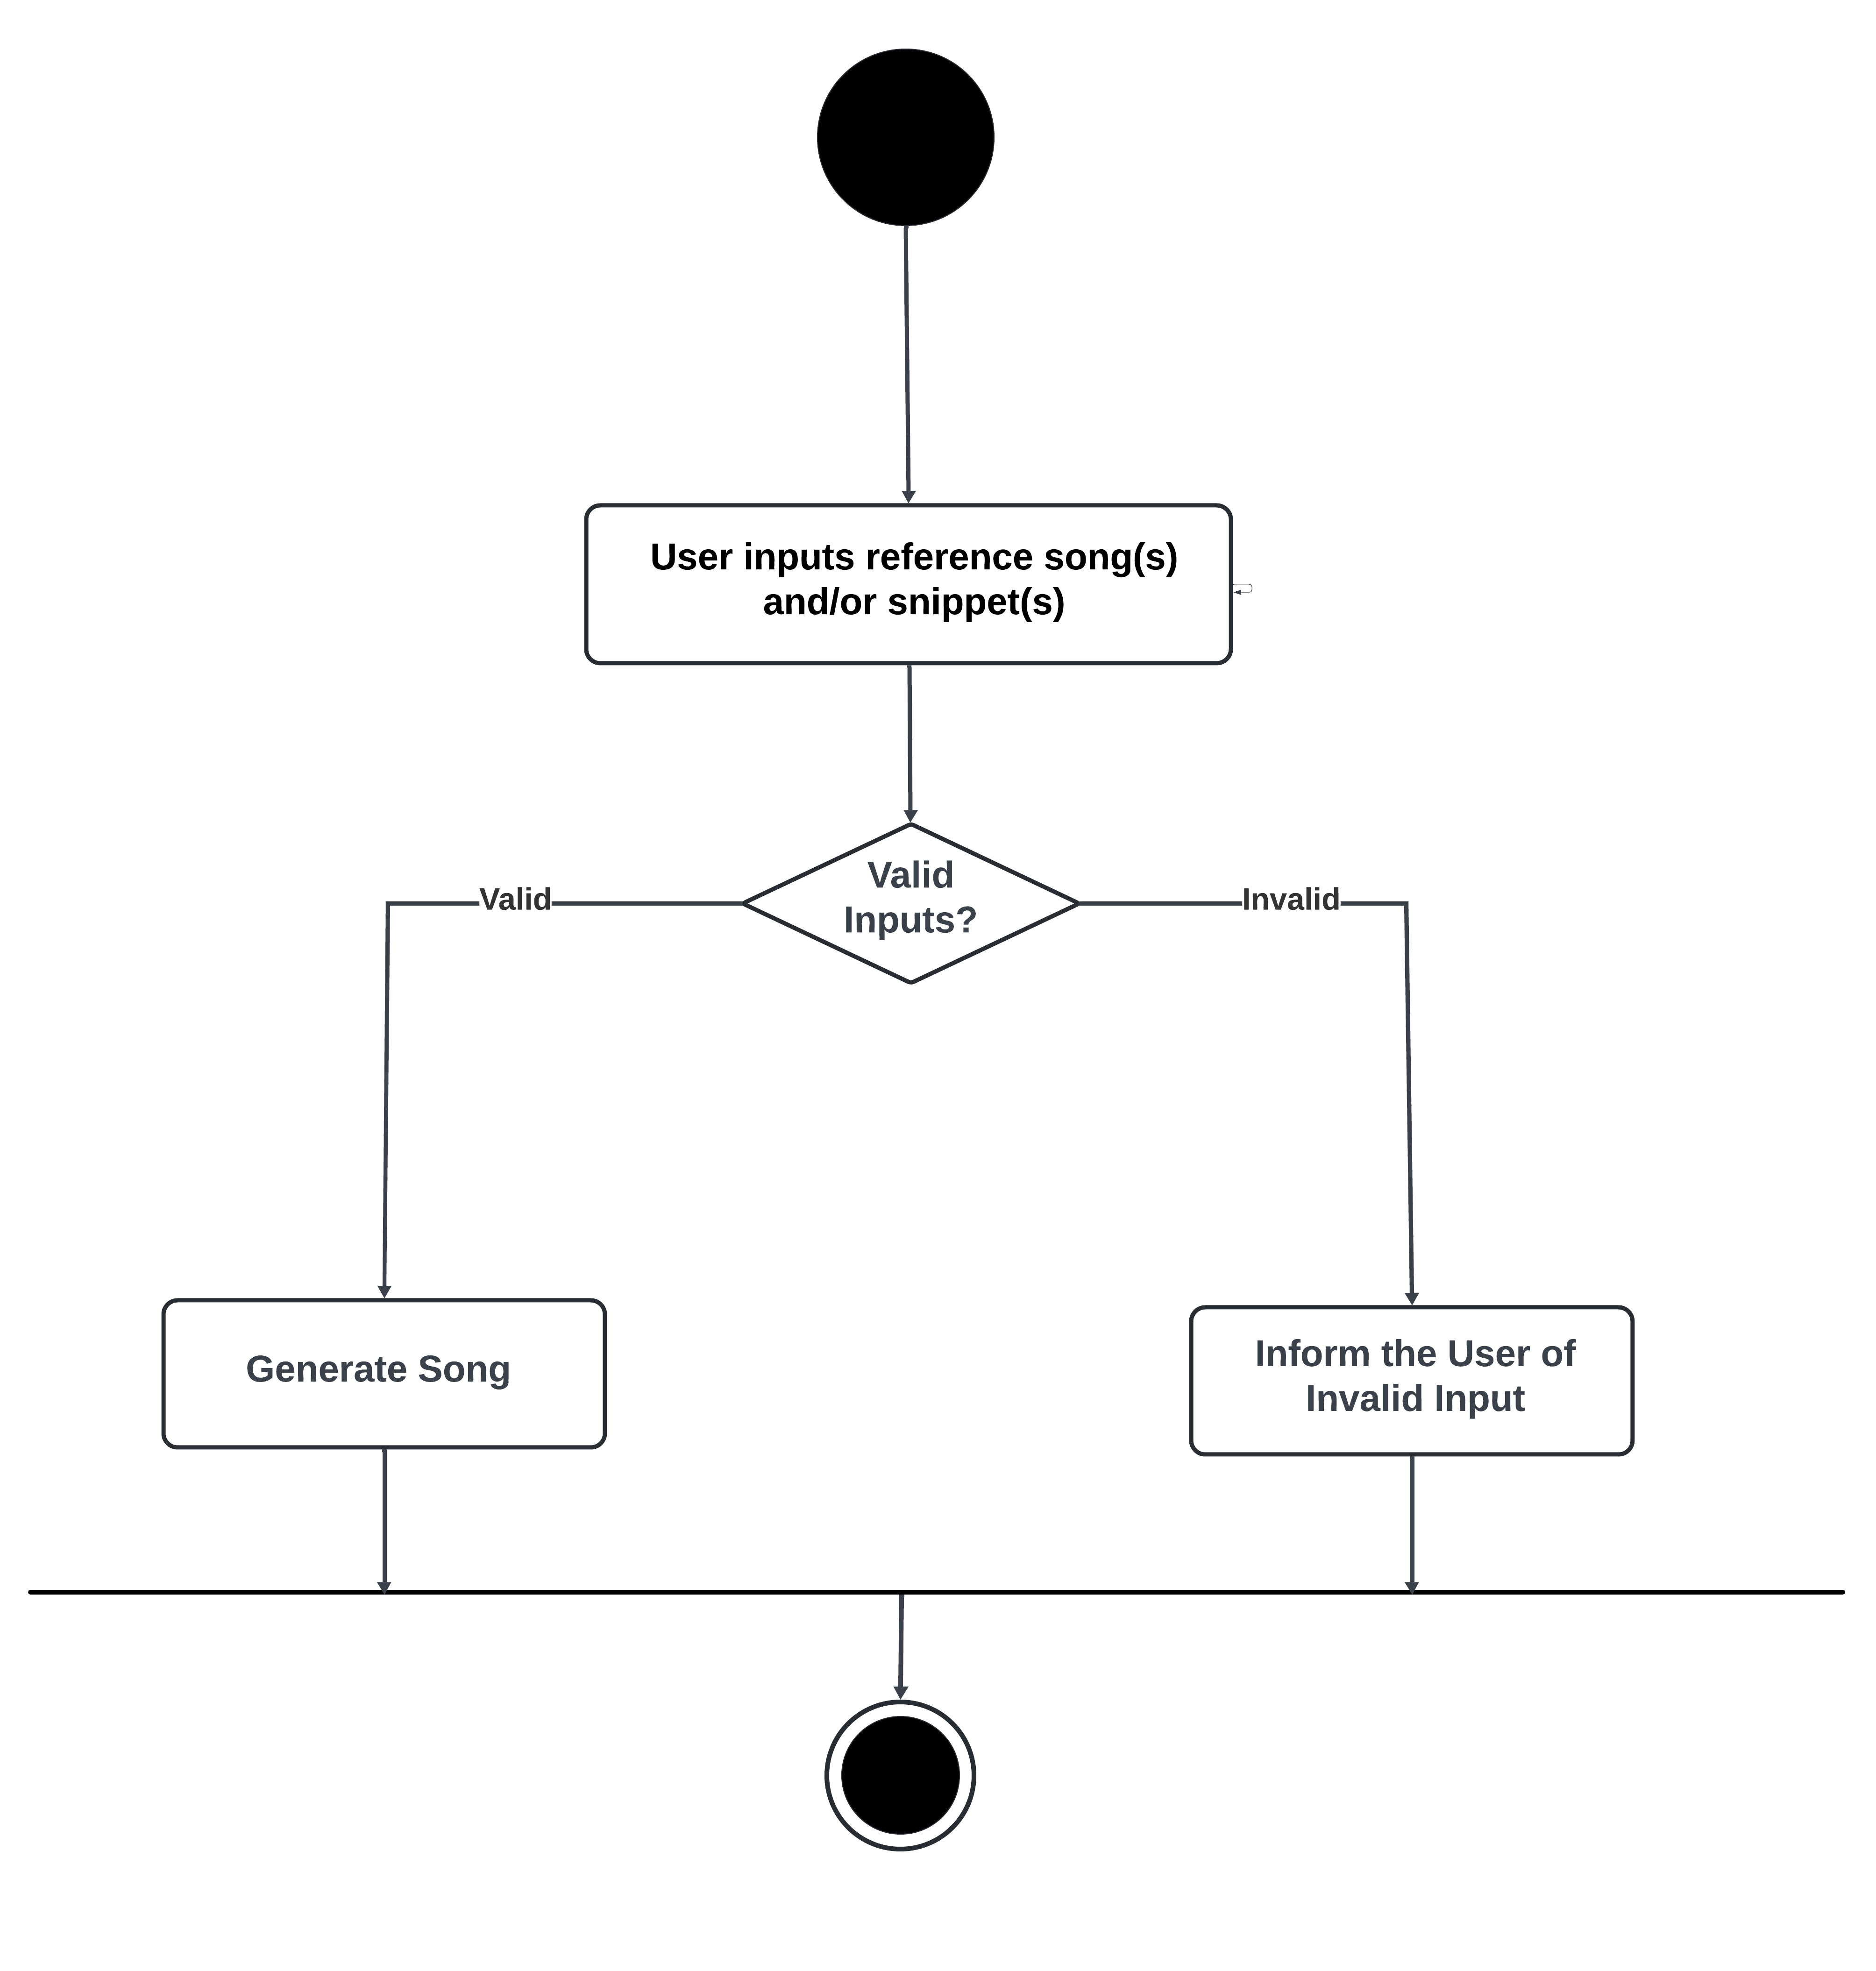 User inputs reference song(s)
and/or snippet(s)
Valid
Inputs?
Valid
Invalid
Generate Song
Inform the User of
Invalid Input